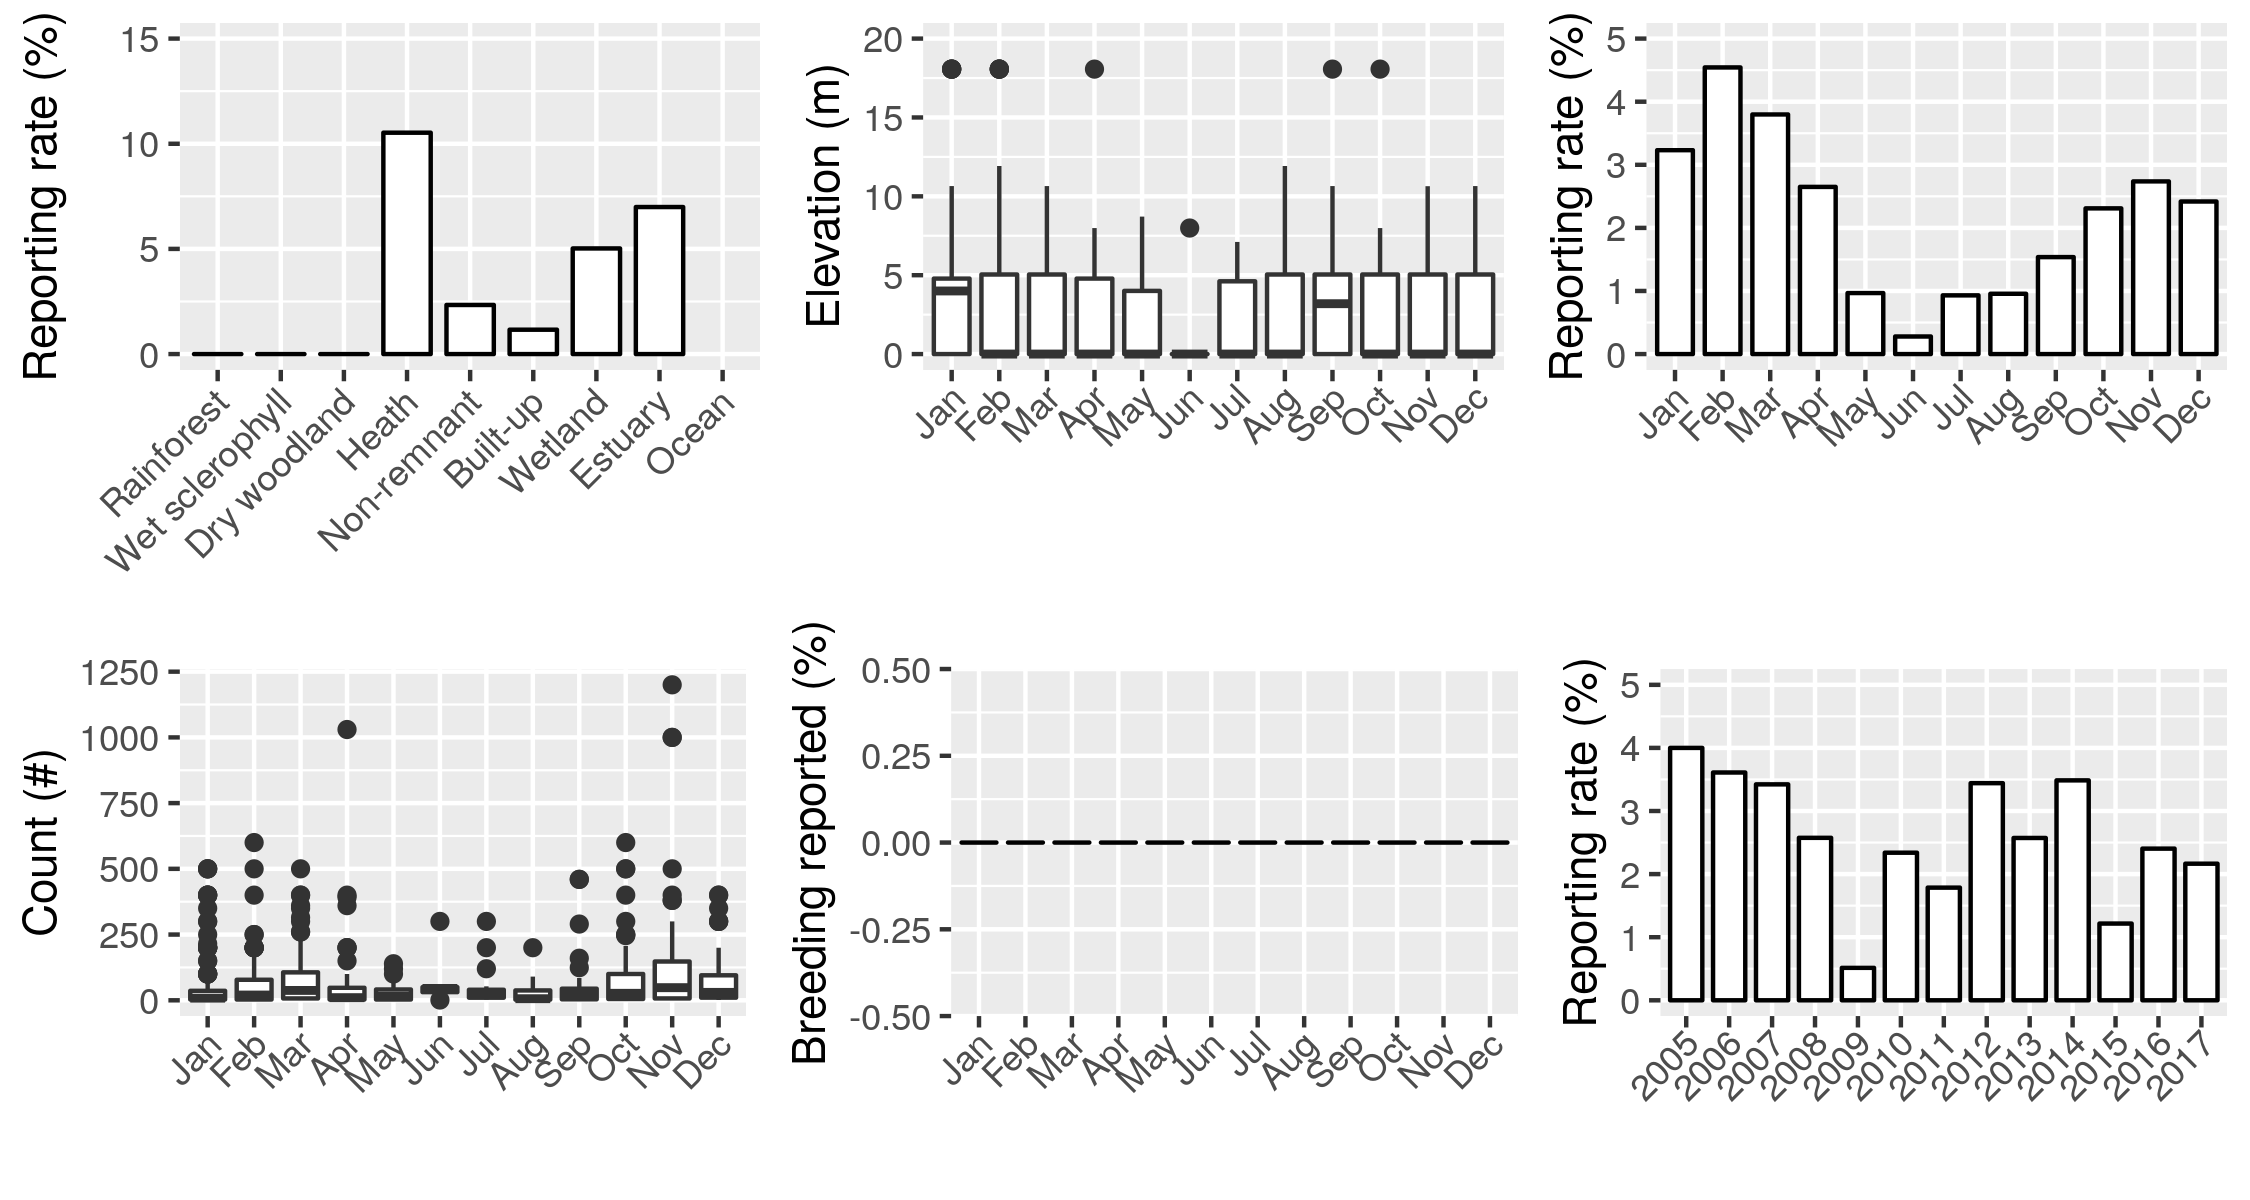 Reporting rate (%)
15
10
5
0
Rainforest
Wet sclerophyll
Dry woodland
Heath
Non-remnant
Built-up
Wetland
Estuary
Ocean
Elevation (m)
20
15
10
5
0
Jan
Feb
Mar
Apr
May
Jun
Jul
Aug
Sep
Oct
Nov
Dec
Reporting rate (%)
5
4
3
2
1
0
Jan
Feb
Mar
Apr
May
Jun
Jul
Aug
Sep
Oct
Nov
Dec
Count (#)
1250
1000
750
500
250
0
Jan
Feb
Mar
Apr
May
Jun
Jul
Aug
Sep
Oct
Nov
Dec
Breeding reported (%)
0.50
0.25
0.00
-0.25
-0.50
Jan
Feb
Mar
Apr
May
Jun
Jul
Aug
Sep
Oct
Nov
Dec
Reporting rate (%)
5
4
3
2
1
0
2005
2006
2007
2008
2009
2010
2011
2012
2013
2014
2015
2016
2017